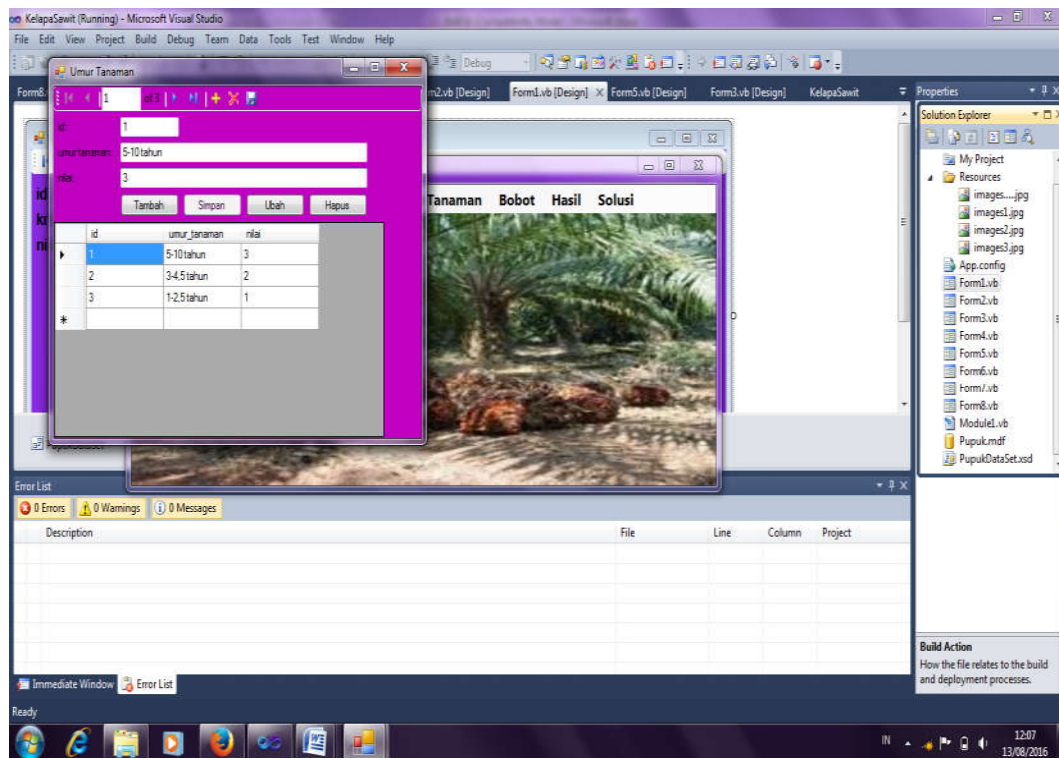 KelapaSawit (Running) - Microsoft Visual Studio
File Edit View Project Build Debug Team Data Tools Test Window Help
Debug
Umur Tanaman
Form8. m2.vb [Design] Form1.vb [Design] × Form5.vb [Design] Form3.vb [Design] KelapaSawit
1 of 3
id: 1
umur tanaman: 5-10 tahun
nilai: 3
Tambah Simpan Ubah Hapus
id umur_tanaman nilai
1 5-10 tahun 3
2 3-4,5 tahun 2
3 1-2,5 tahun 1
id
ni
Tanaman Bobot Hasil Solusi
Properties
Solution Explorer
My Project
Resources
images....jpg
images1.jpg
images2.jpg
images3.jpg
App.config
Form1.vb
Form2.vb
Form3.vb
Form4.vb
Form5.vb
Form6.vb
Form7.vb
Form8.vb
Module1.vb
Pupuk.mdf
PupukDataSet.xsd
Error List
0 Errors 0 Warnings 0 Messages
Description File Line Column Project
Build Action
How the file relates to the build
and deployment processes.
Immediate Window Error List
Ready
IN 12:07
13/08/2016